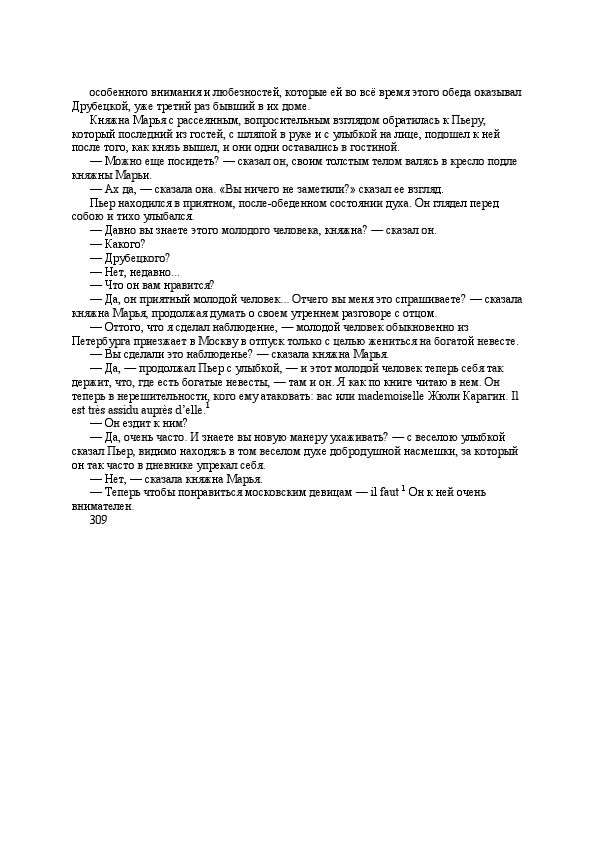 особенного внимания и любезностей, которые ей во всё время этого обеда оказывал
Друбецкой, уже третий раз бывший в их доме.
Княжна Марья с рассеянным, вопросительным взглядом обратилась к Пьеру,
который последний из гостей, с шляпой в руке и с улыбкой на лице, подошел к ней
после того, как князь вышел, и они одни оставались в гостиной.
— Можно еще посидеть? — сказал он, своим толстым телом валясь в кресло подле
княжны Марьи.
— Ах да, — сказала она. «Вы ничего не заметили?» сказал ее взгляд.
Пьер находился в приятном, после-обеденном состоянии духа. Он глядел перед
собою и тихо улыбался.
— Давно вы знаете этого молодого человека, княжна? — сказал он.
— Какого?
— Друбецкого?
— Нет, недавно...
— Что он вам нравится?
— Да, он приятный молодой человек... Отчего вы меня это спрашиваете? — сказала
княжна Марья, продолжая думать о своем утреннем разговоре с отцом.
— Оттого, что я сделал наблюдение, — молодой человек обыкновенно из
Петербурга приезжает в Москву в отпуск только с целью жениться на богатой невесте.
— Вы сделали это наблюденье? — сказала княжна Марья.
— Да, — продолжал Пьер с улыбкой, — и этот молодой человек теперь себя так
держит, что, где есть богатые невесты, — там и он. Я как по книге читаю в нем. Он
теперь в нерешительности, кого ему атаковать: вас или mademoiselle Жюли Карагин. Il
est très assidu auprès d’elle.1
— Он ездит к ним?
— Да, очень часто. И знаете вы новую манеру ухаживать? — с веселою улыбкой
сказал Пьер, видимо находясь в том веселом духе добродушной насмешки, за который
он так часто в дневнике упрекал себя.
— Нет, — сказала княжна Марья.
— Теперь чтобы понравиться московским девицам — il faut 1 Он к ней очень
внимателен.
309